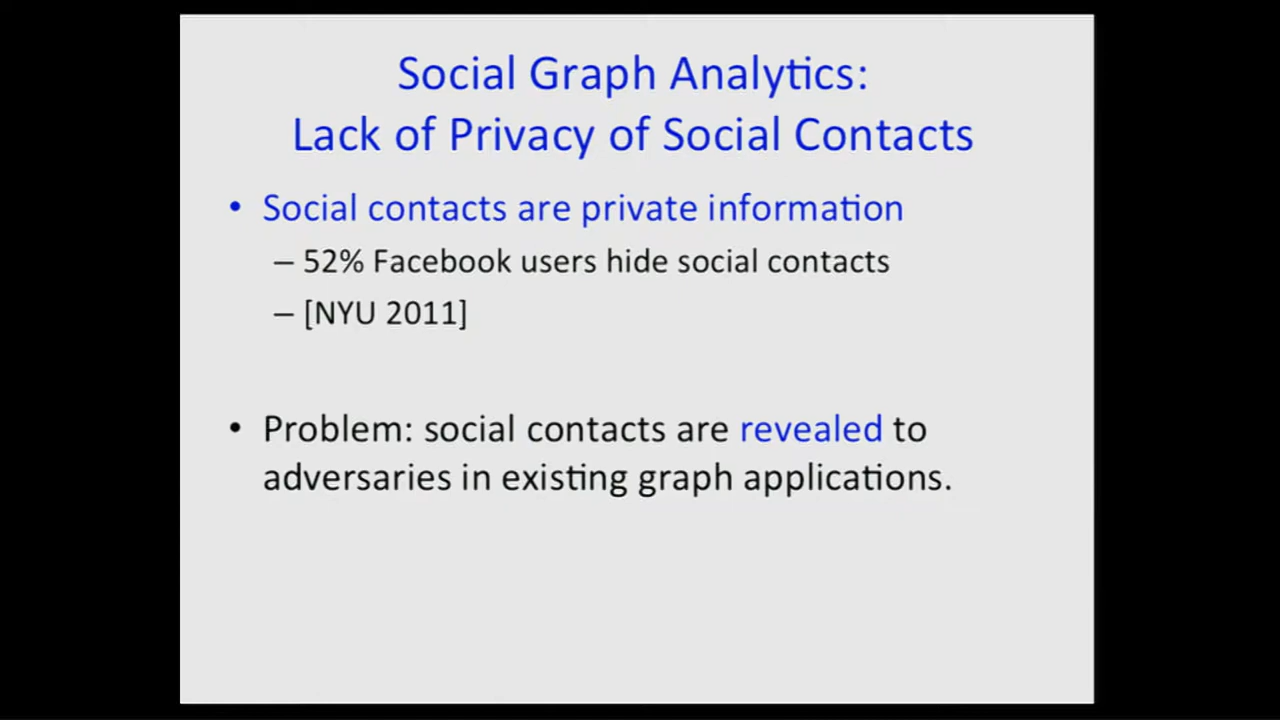 Social Graph Analytics:
Lack of Privacy of Social Contacts
• Social contacts are private information
– 52% Facebook users hide social contacts
– [NYU 2011]
• Problem: social contacts are revealed to
adversaries in existing graph applications.